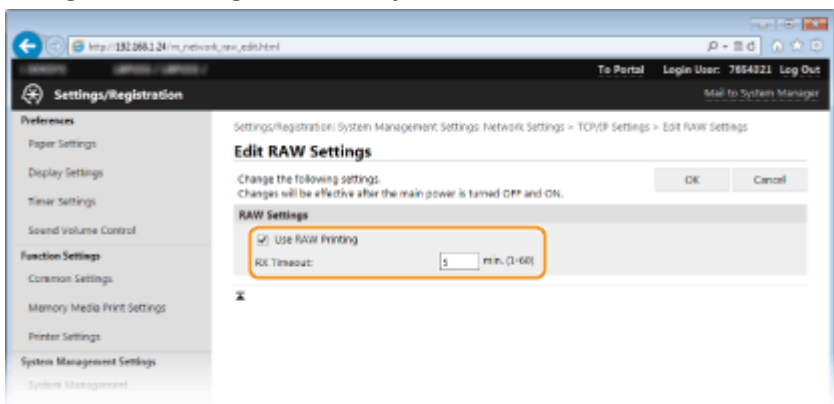 http://192.168.1.24/m_network_raw_edit.html
To Portal Login User: 7654321 Log Out
Settings/Registration
Mail to System Manager
Preferences
Paper Settings
Display Settings
Timer Settings
Sound Volume Control
Function Settings
Common Settings
Memory Media Print Settings
Printer Settings
System Management Settings
System Management
Settings/Registration: System Management Settings: Network Settings > TCP/IP Settings > Edit RAW Settings
Edit RAW Settings
Change the following settings.
Changes will be effective after the main power is turned OFF and ON.
OK Cancel
RAW Settings
Use RAW Printing
RX Timeout: 5 min. (1-60)